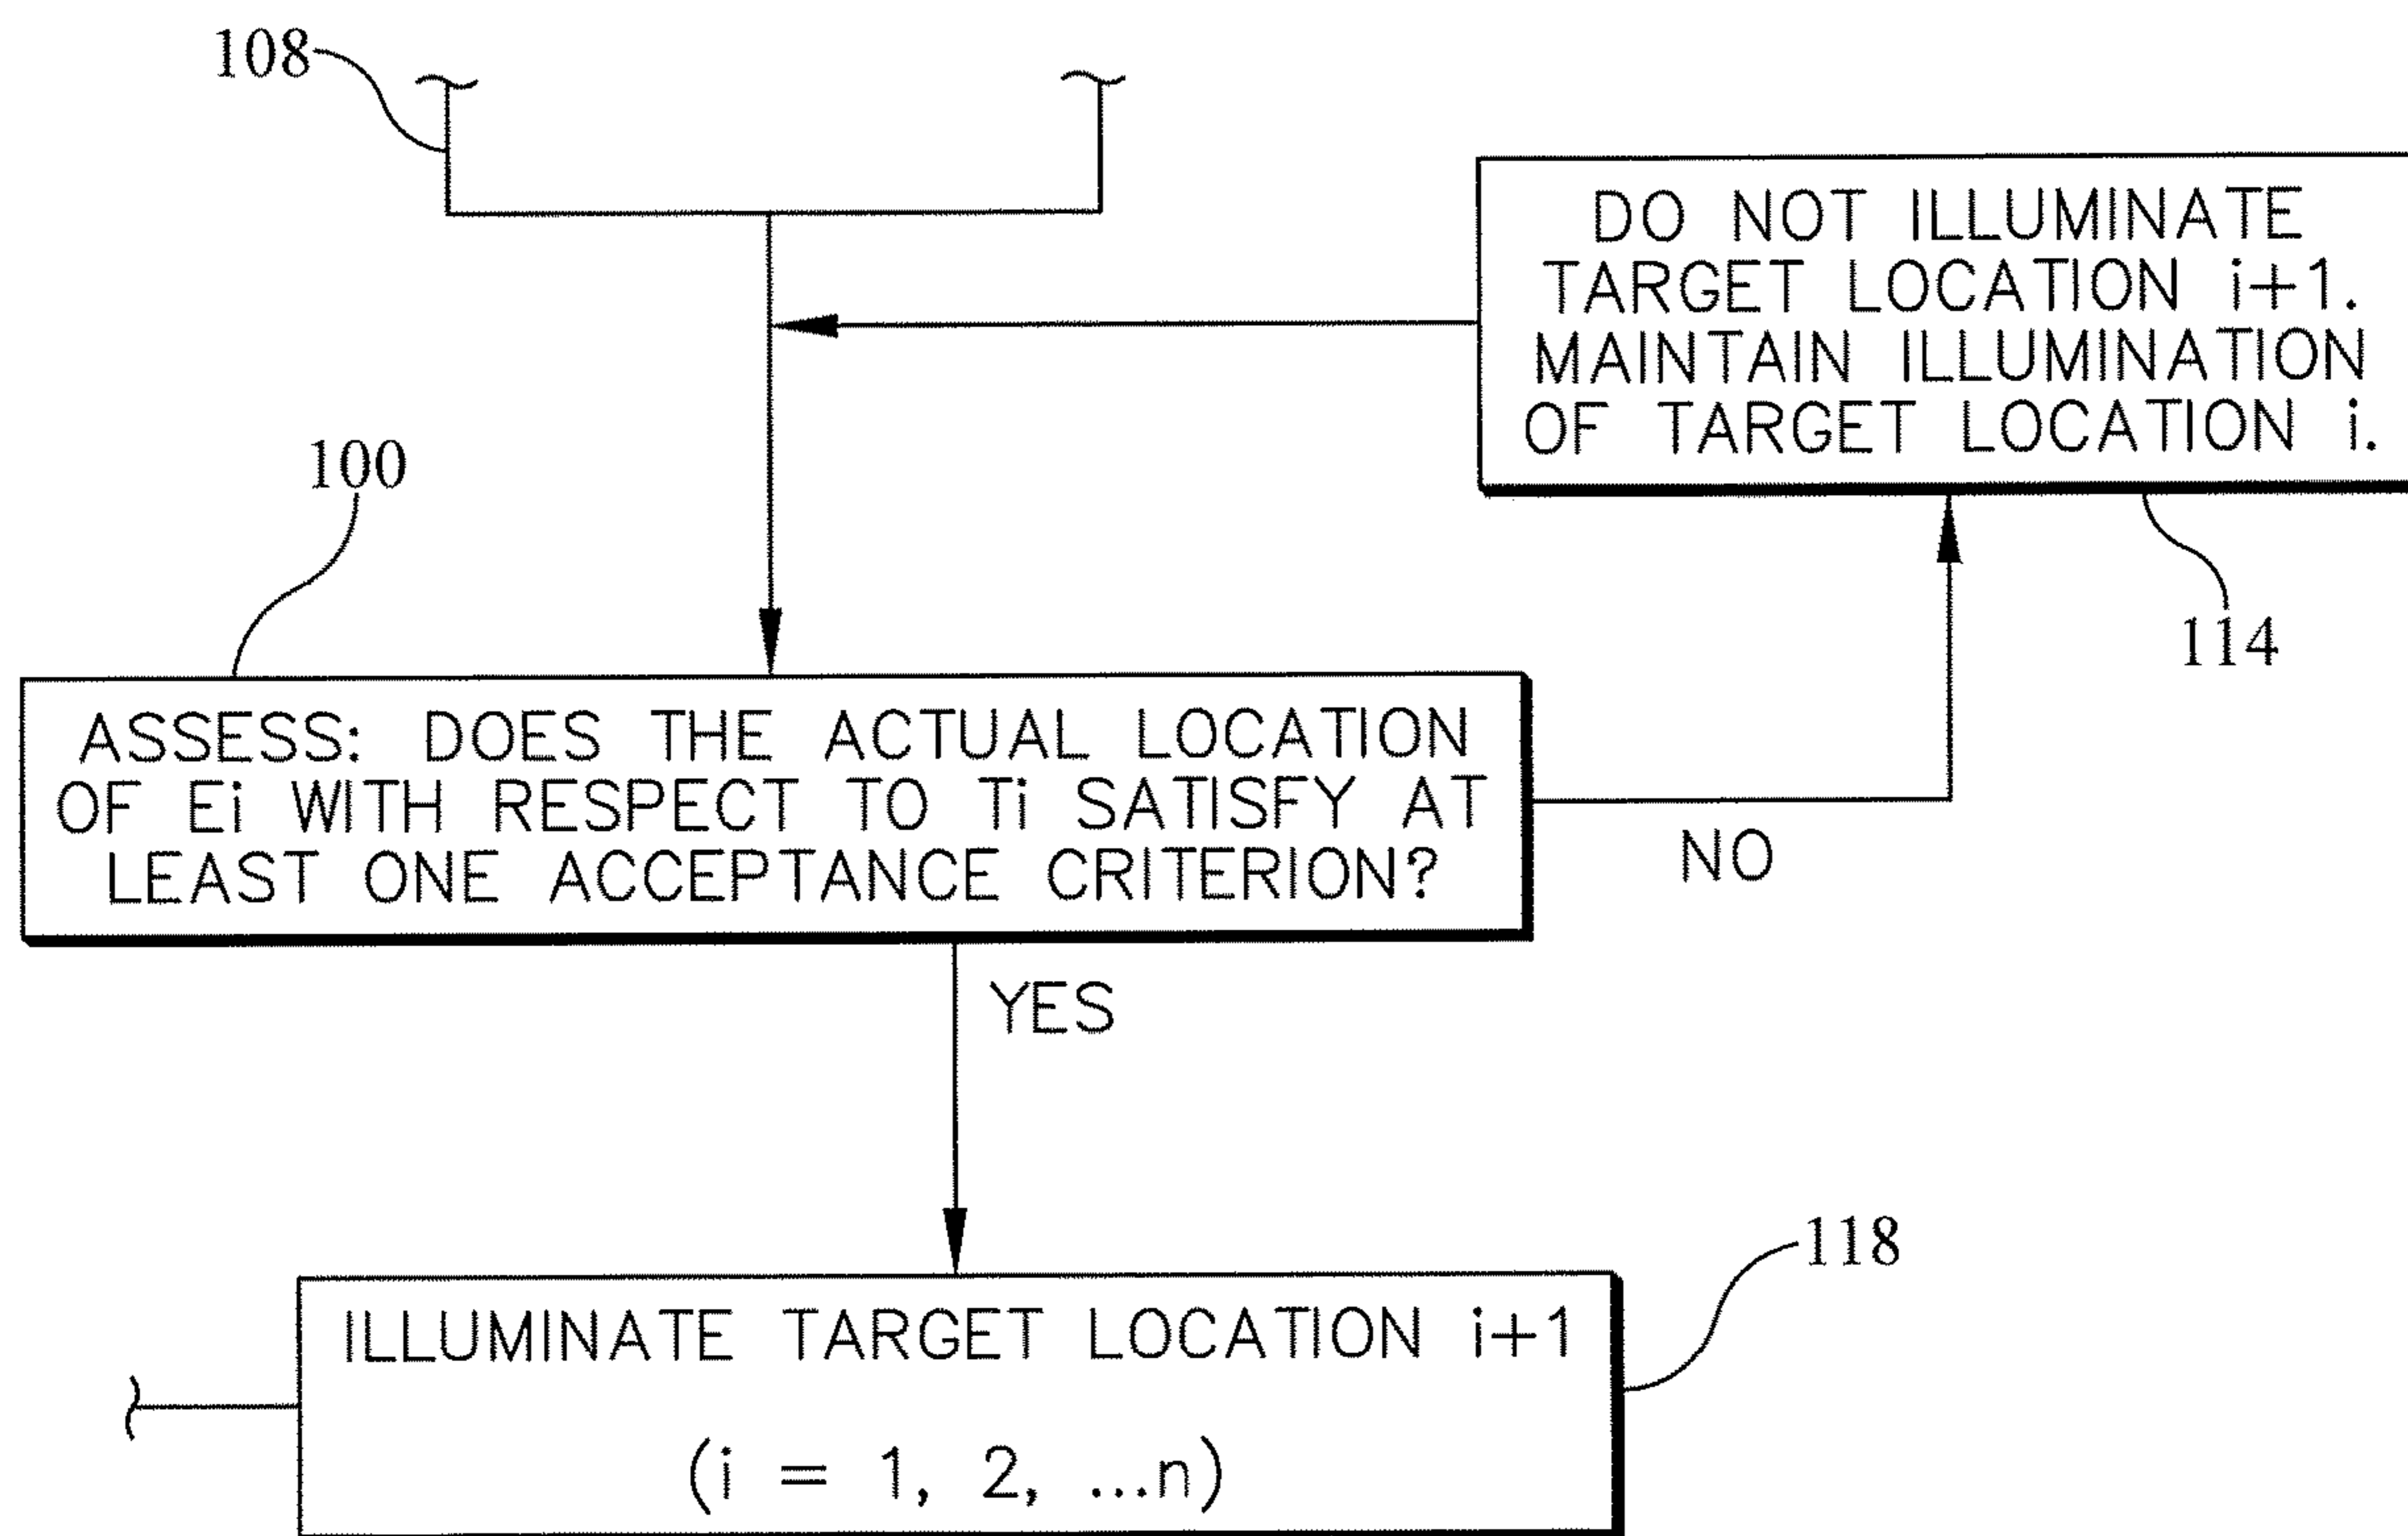 108
DO NOT ILLUMINATE
TARGET LOCATION i+1.
MAINTAIN ILLUMINATION
OF TARGET LOCATION i.
114
100
ASSESS: DOES THE ACTUAL LOCATION
OF Ei WITH RESPECT TO Ti SATISFY AT
LEAST ONE ACCEPTANCE CRITERION?
NO
YES
118
ILLUMINATE TARGET LOCATION i+1
(i = 1, 2, ...n)